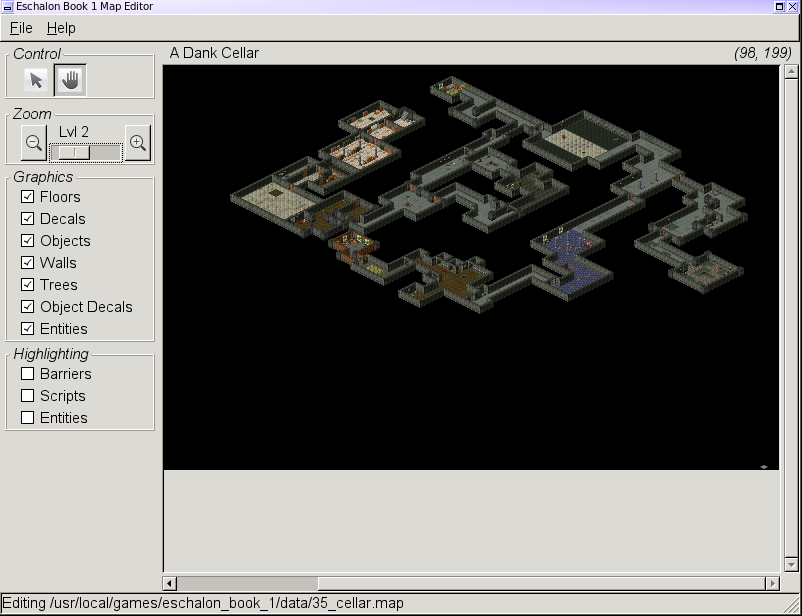 Eschalon Book 1 Map Editor
File Help
Control
A Dank Cellar (98, 199)
Zoom
Lvl 2
Graphics
Floors
Decals
Objects
Walls
Trees
Object Decals
Entities
Highlighting
Barriers
Scripts
Entities
Editing /usr/local/games/eschalon_book_1/data/35_cellar.map